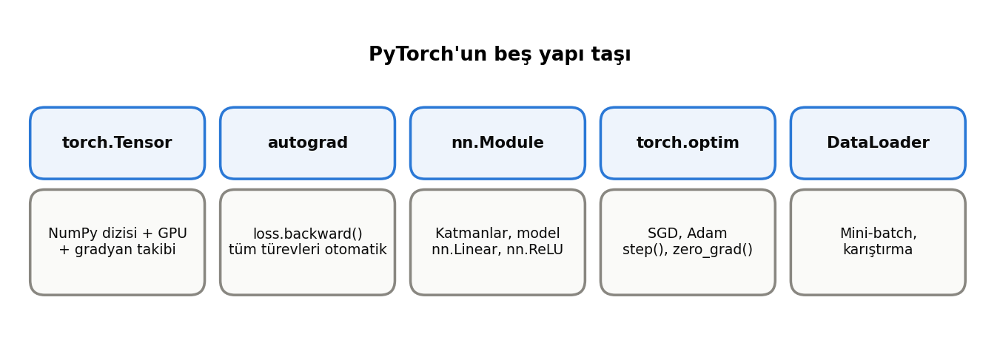 PyTorch'un beş yapı taşı
torch.Tensor
autograd
nn.Module
torch.optim
DataLoader
NumPy dizisi + GPU
+ gradyan takibi
loss.backward()
tüm türevleri otomatik
Katmanlar, model
nn.Linear, nn.ReLU
SGD, Adam
step(), zero_grad()
Mini-batch,
karıştırma